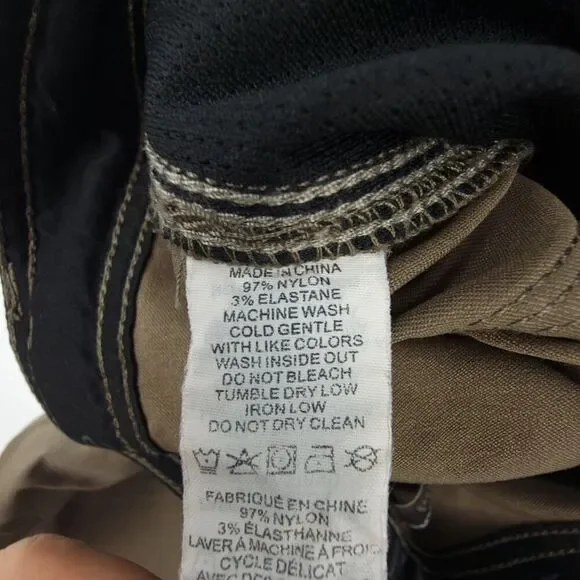 MADE IN CHINA
97% NYLON
3% ELASTANE
MACHINE WASH
COLD GENTLE
WITH LIKE COLORS
WASH INSIDE OUT
DO NOT BLEACH
TUMBLE DRY LOW
IRON LOW
DO NOT DRY CLEAN
FABRIQUÉ EN CHINE
97% NYLON
3% ÉLASTHANNE
LAVER À MACHINE À FROID
CYCLE DÉLICAT
AVEC DES